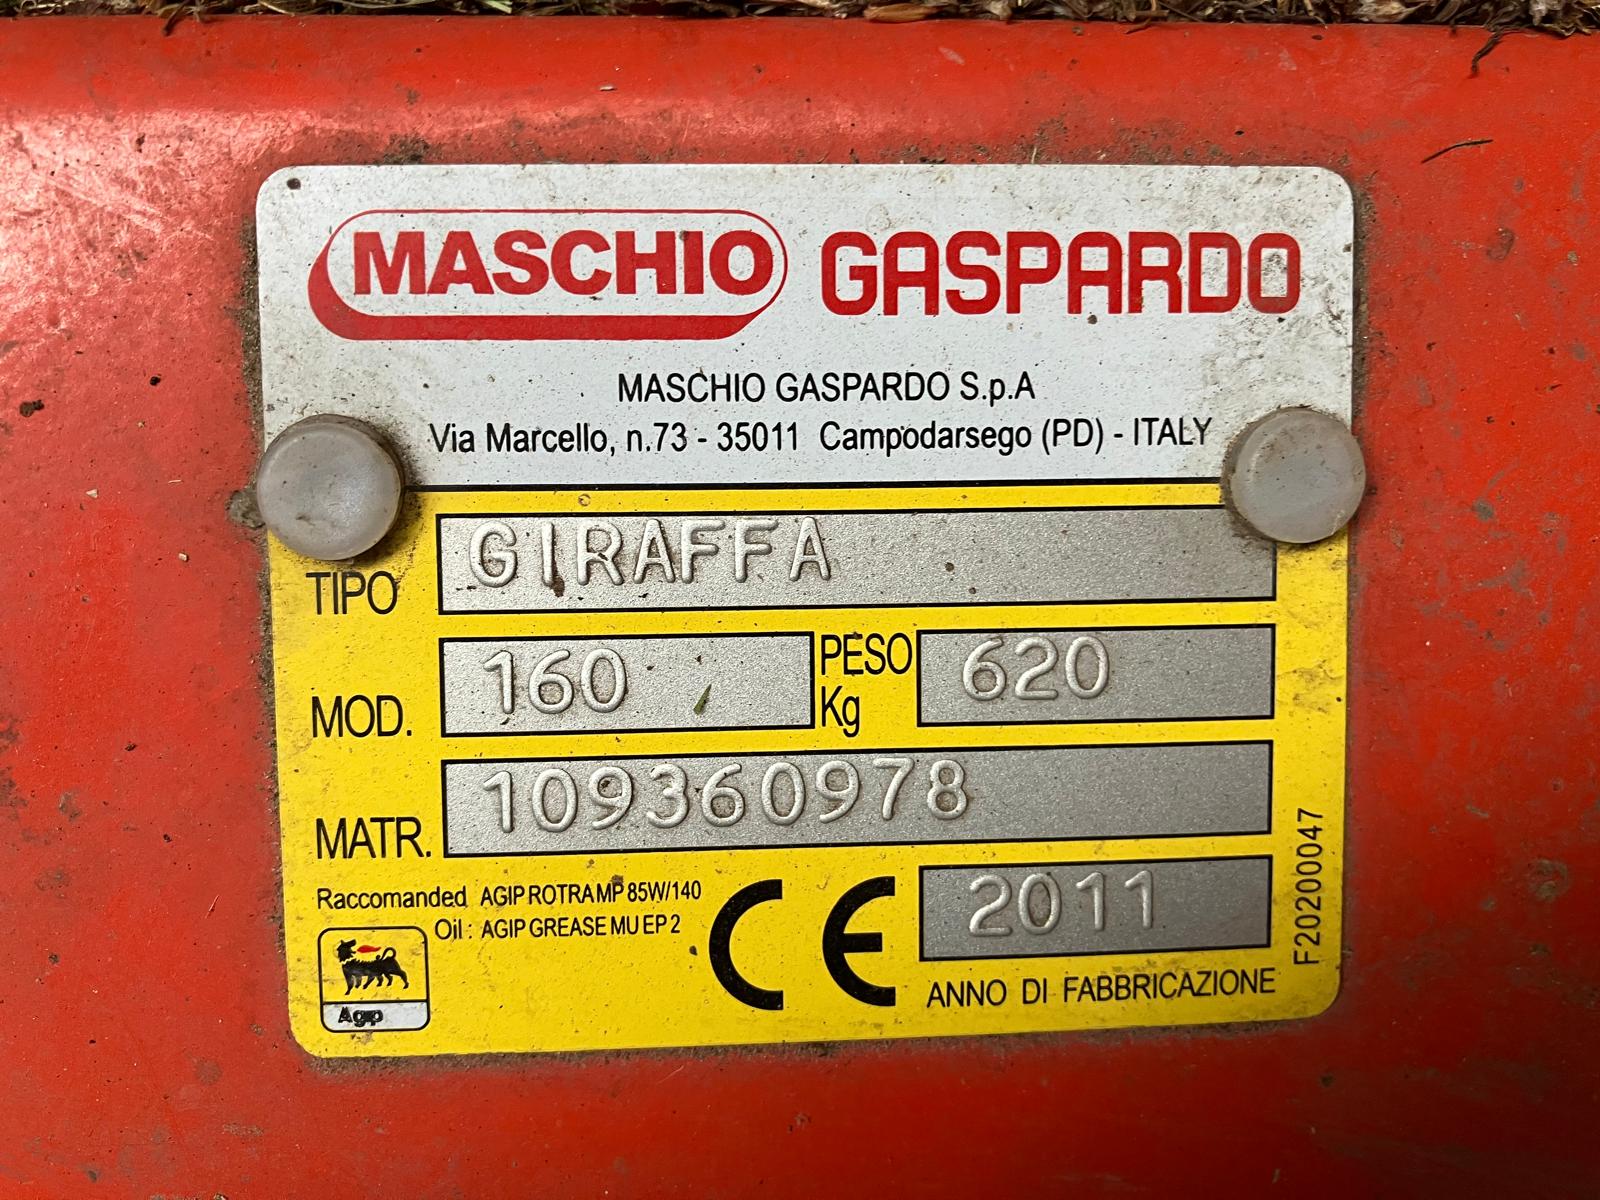 MASCHIO GASPARDO
MASCHIO GASPARDO S.p.A
Via Marcello, n.73 - 35011 Campodarsego (PD) - ITALY
TIPO GIRAFFA
MOD. 160 PESO Kg 620
MATR. 109360978
Raccomanded AGIP ROTRA MP 85W/140
Oil : AGIP GREASE MU EP 2
Agip
CE 2011
ANNO DI FABBRICAZIONE
F20200047